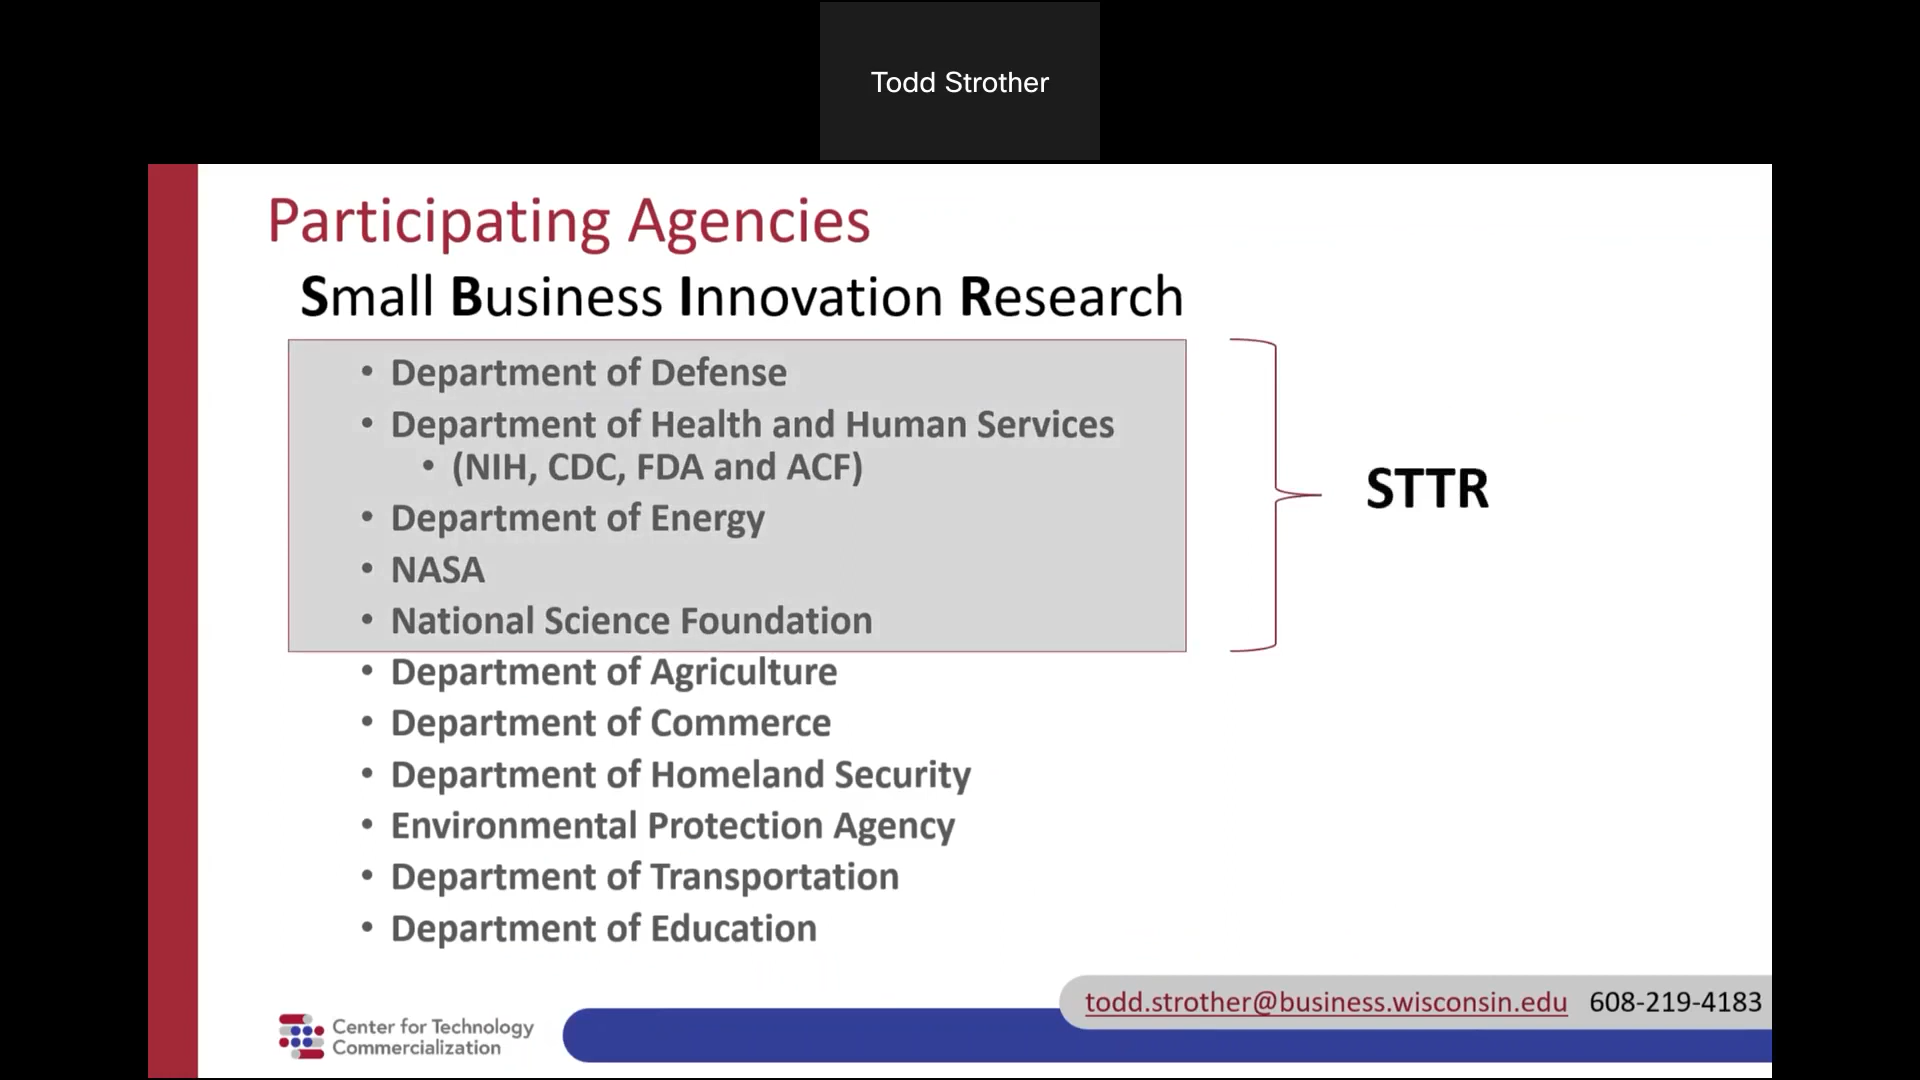 Todd Strother
Participating Agencies
Small Business Innovation Research
• Department of Defense
• Department of Health and Human Services
• (NIH, CDC, FDA and ACF)
• Department of Energy
• NASA
• National Science Foundation
STTR
• Department of Agriculture
• Department of Commerce
• Department of Homeland Security
• Environmental Protection Agency
• Department of Transportation
• Department of Education
todd.strother@business.wisconsin.edu 608-219-4183
Center for Technology
Commercialization